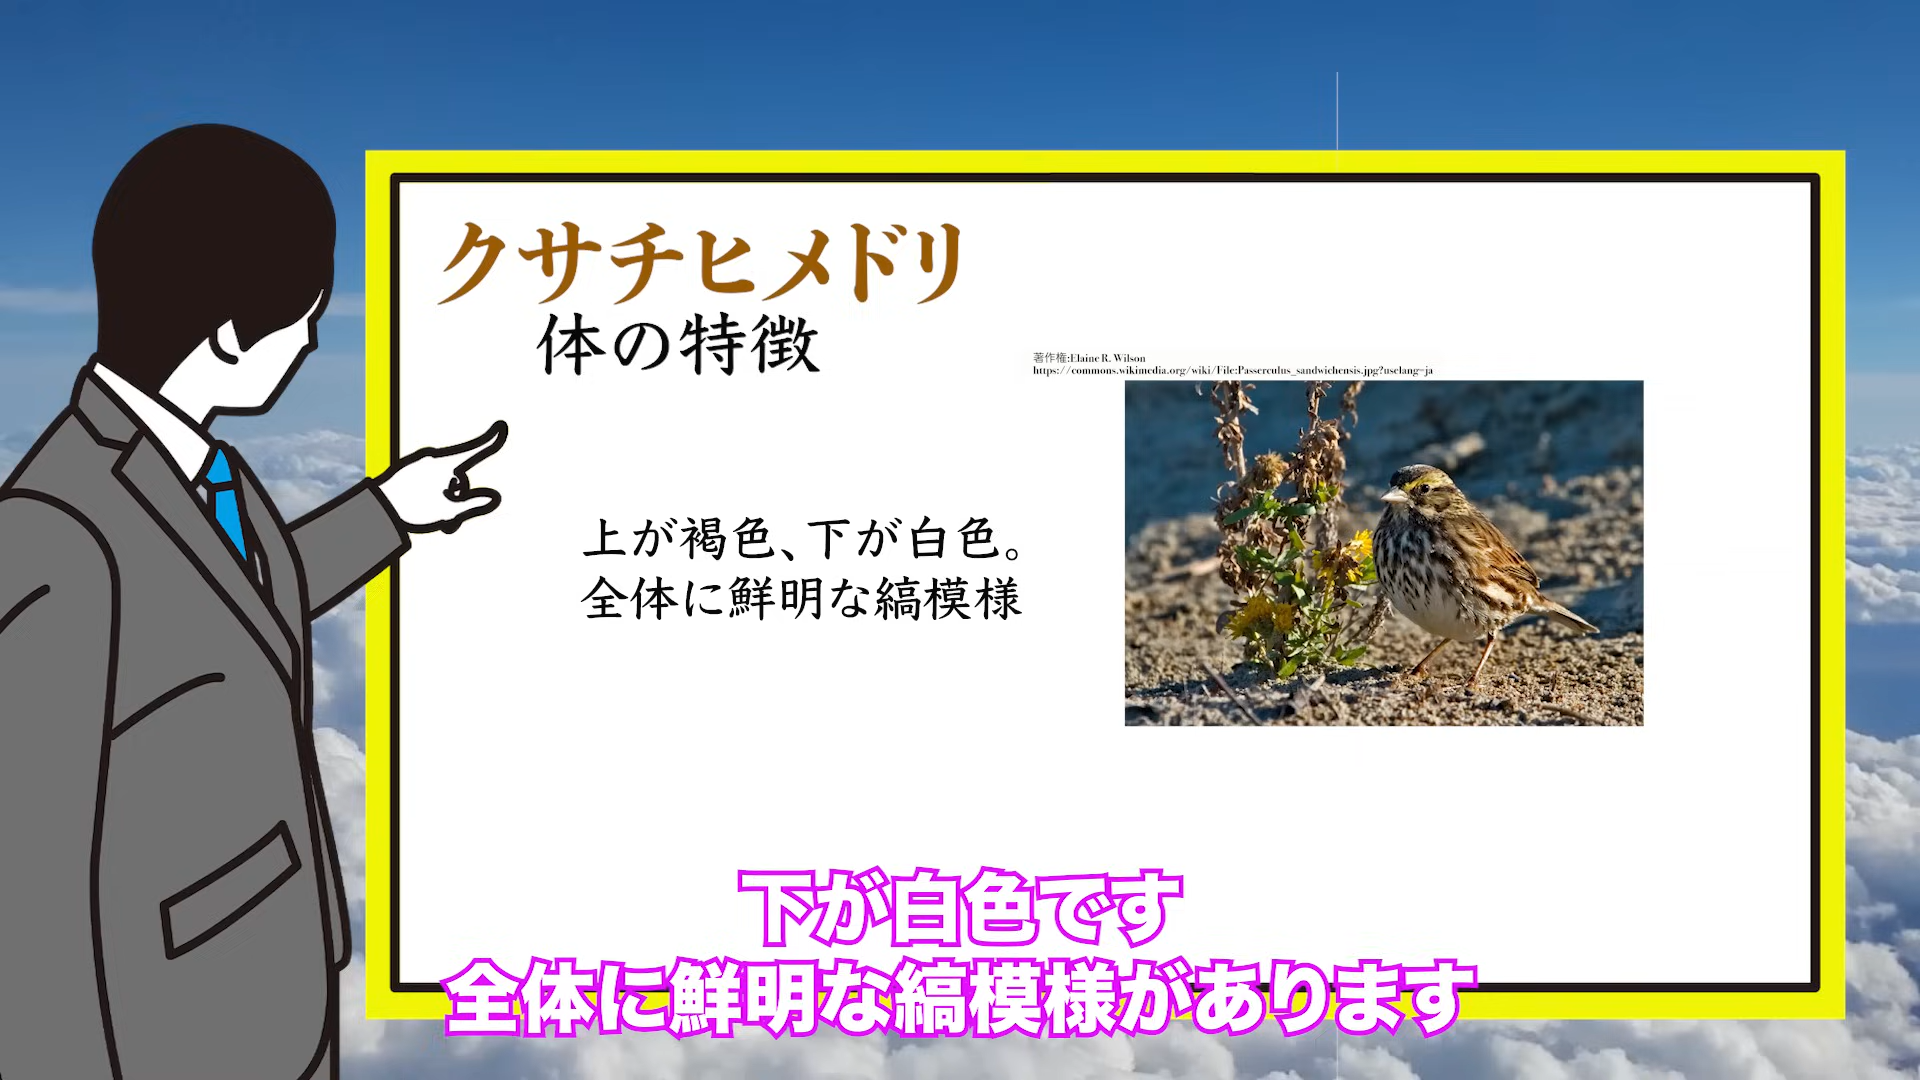 クサチヒメドリ
体の特徴
著作権:Elaine R. Wilson
https://commons.wikimedia.org/wiki/File:Passerculus_sandwichensis.jpg?uselang=ja
上が褐色、下が白色。
全体に鮮明な縞模様
下が白色です
全体に鮮明な縞模様があります